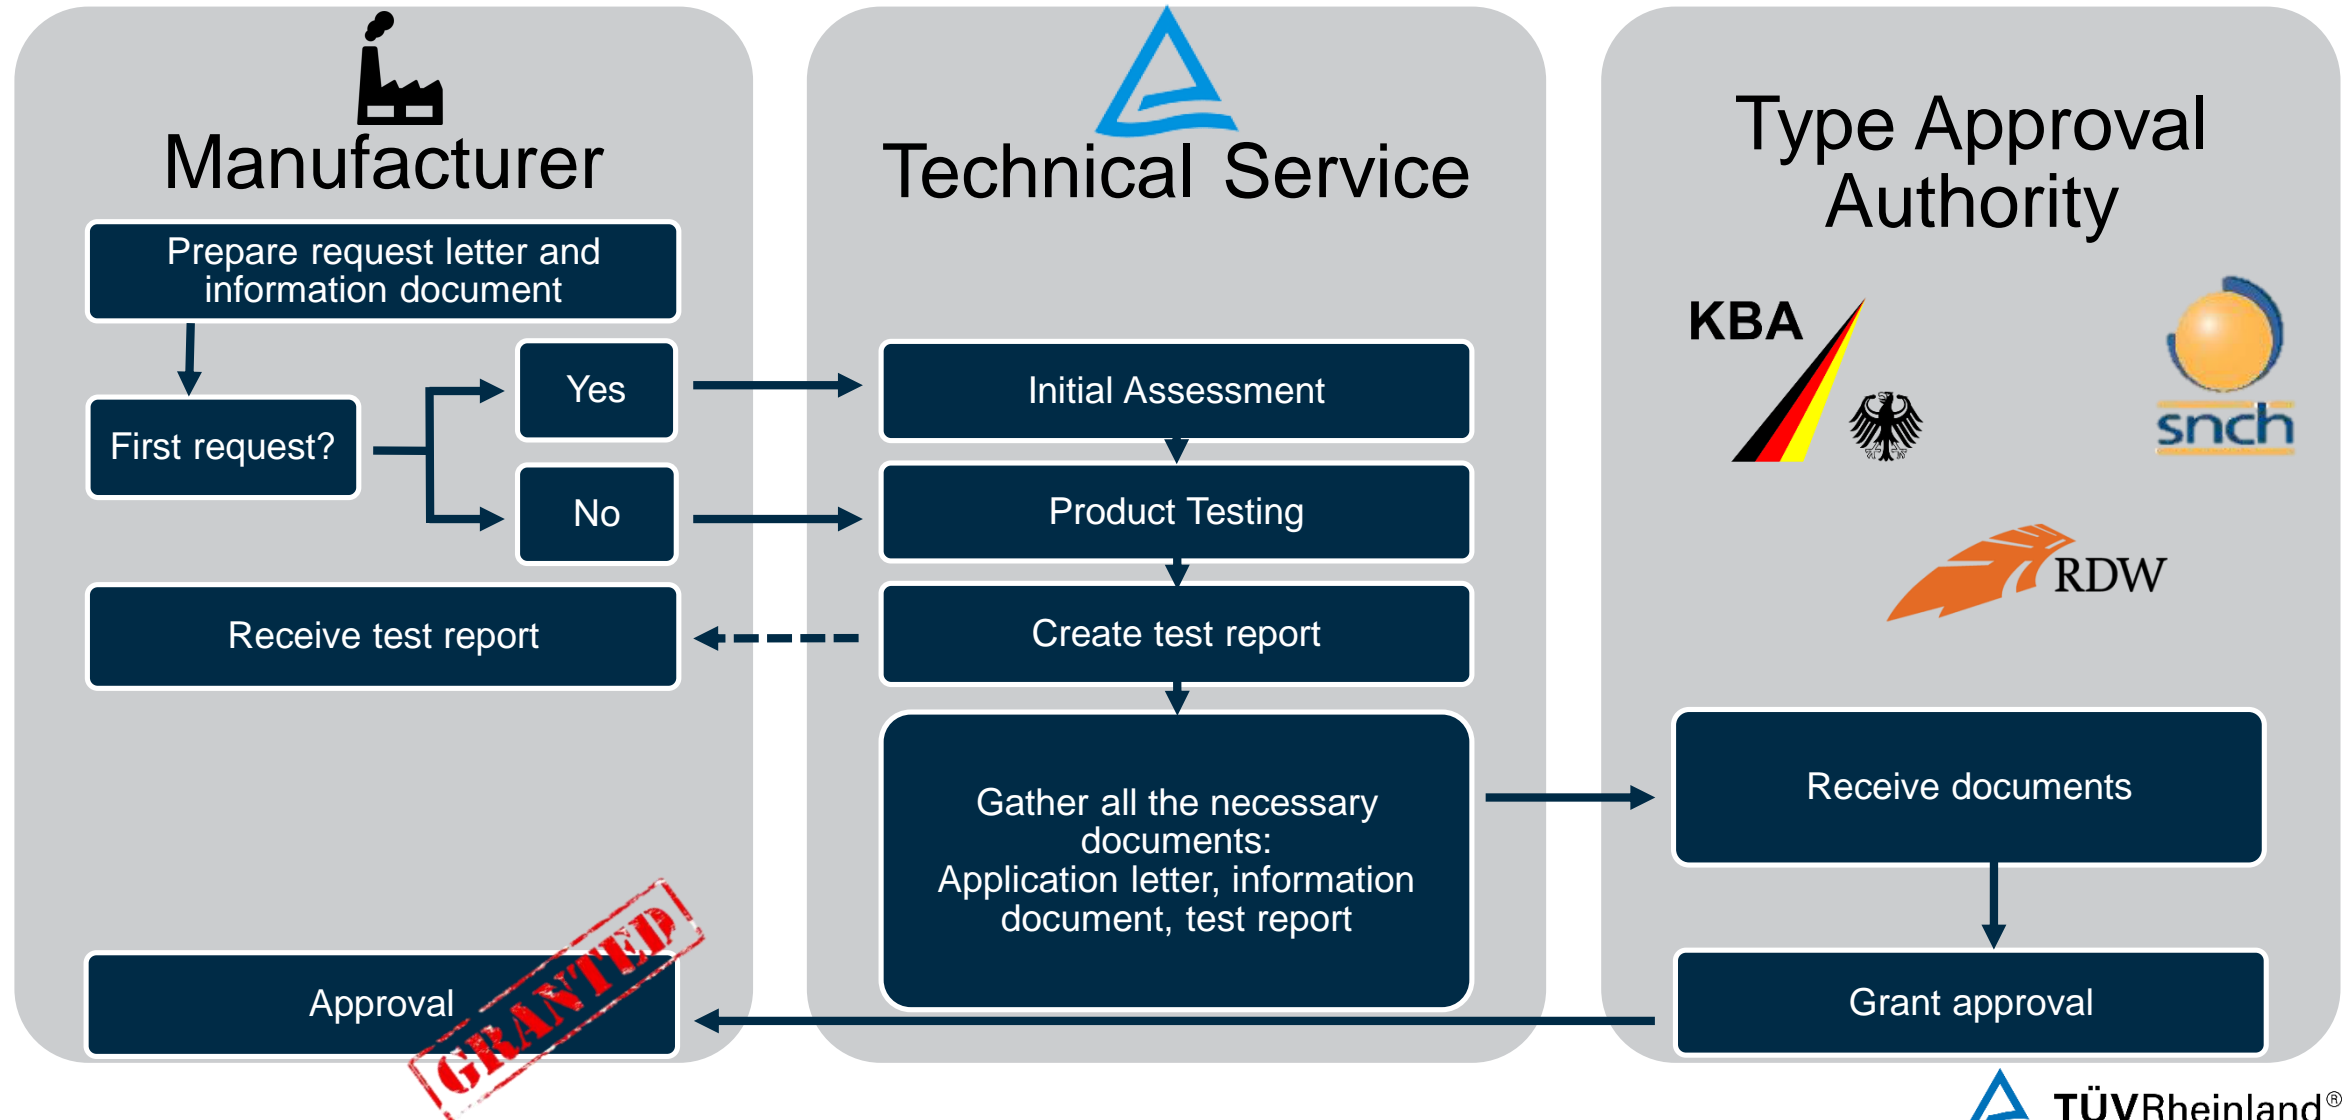 Manufacturer
Prepare request letter and
information document
First request?
Yes
No
Receive test report
Approval
GRANTED
Technical Service
Initial Assessment
Product Testing
Create test report
Gather all the necessary
documents:
Application letter, information
document, test report
Type Approval
Authority
KBA
snch
RDW
Receive documents
Grant approval
TÜVRheinland®